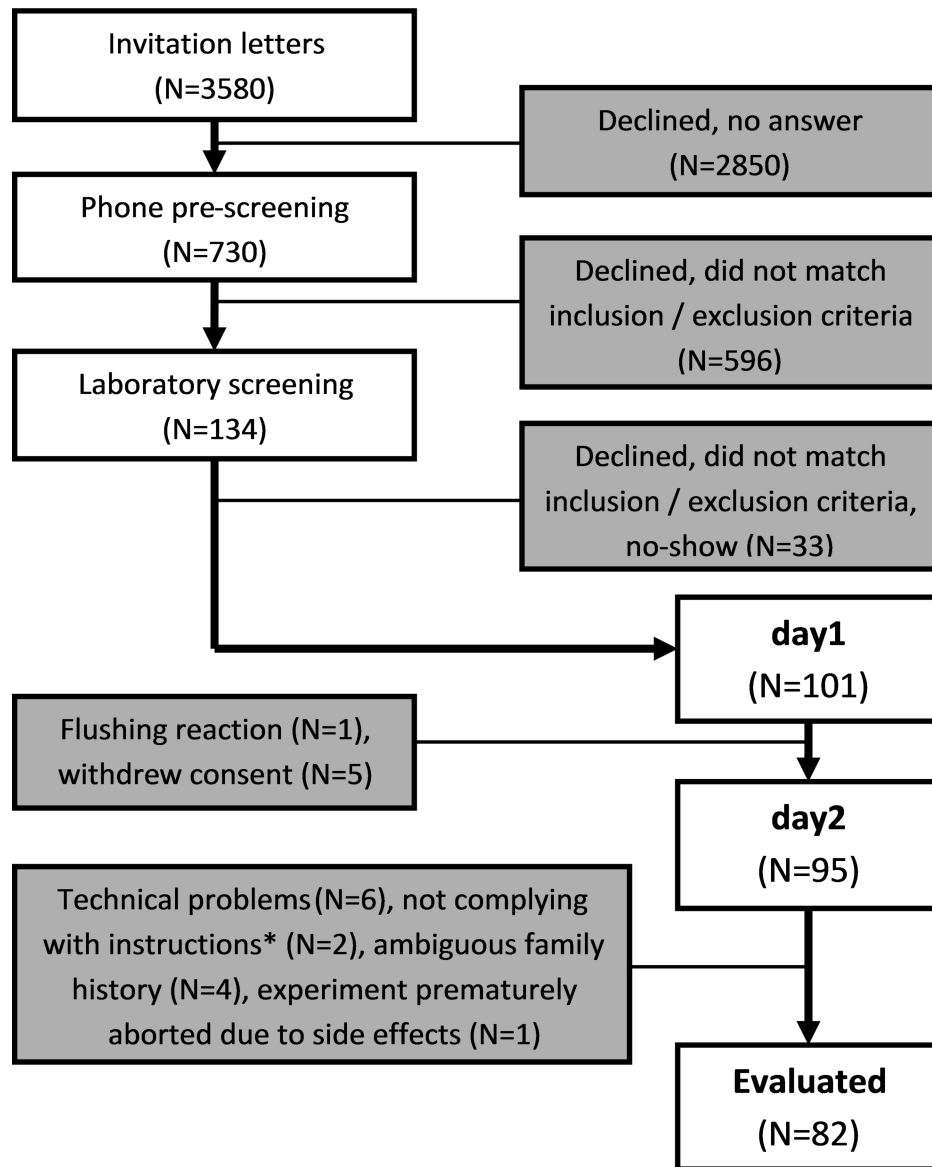 Invitation letters
(N=3580)
Declined, no answer
(N=2850)
Phone pre-screening
(N=730)
Declined, did not match
inclusion / exclusion criteria
(N=596)
Laboratory screening
(N=134)
Declined, did not match
inclusion / exclusion criteria,
no-show (N=33)
day1
(N=101)
Flushing reaction (N=1),
withdrew consent (N=5)
day2
(N=95)
Technical problems (N=6), not complying
with instructions* (N=2), ambiguous family
history (N=4), experiment prematurely
aborted due to side effects (N=1)
Evaluated
(N=82)